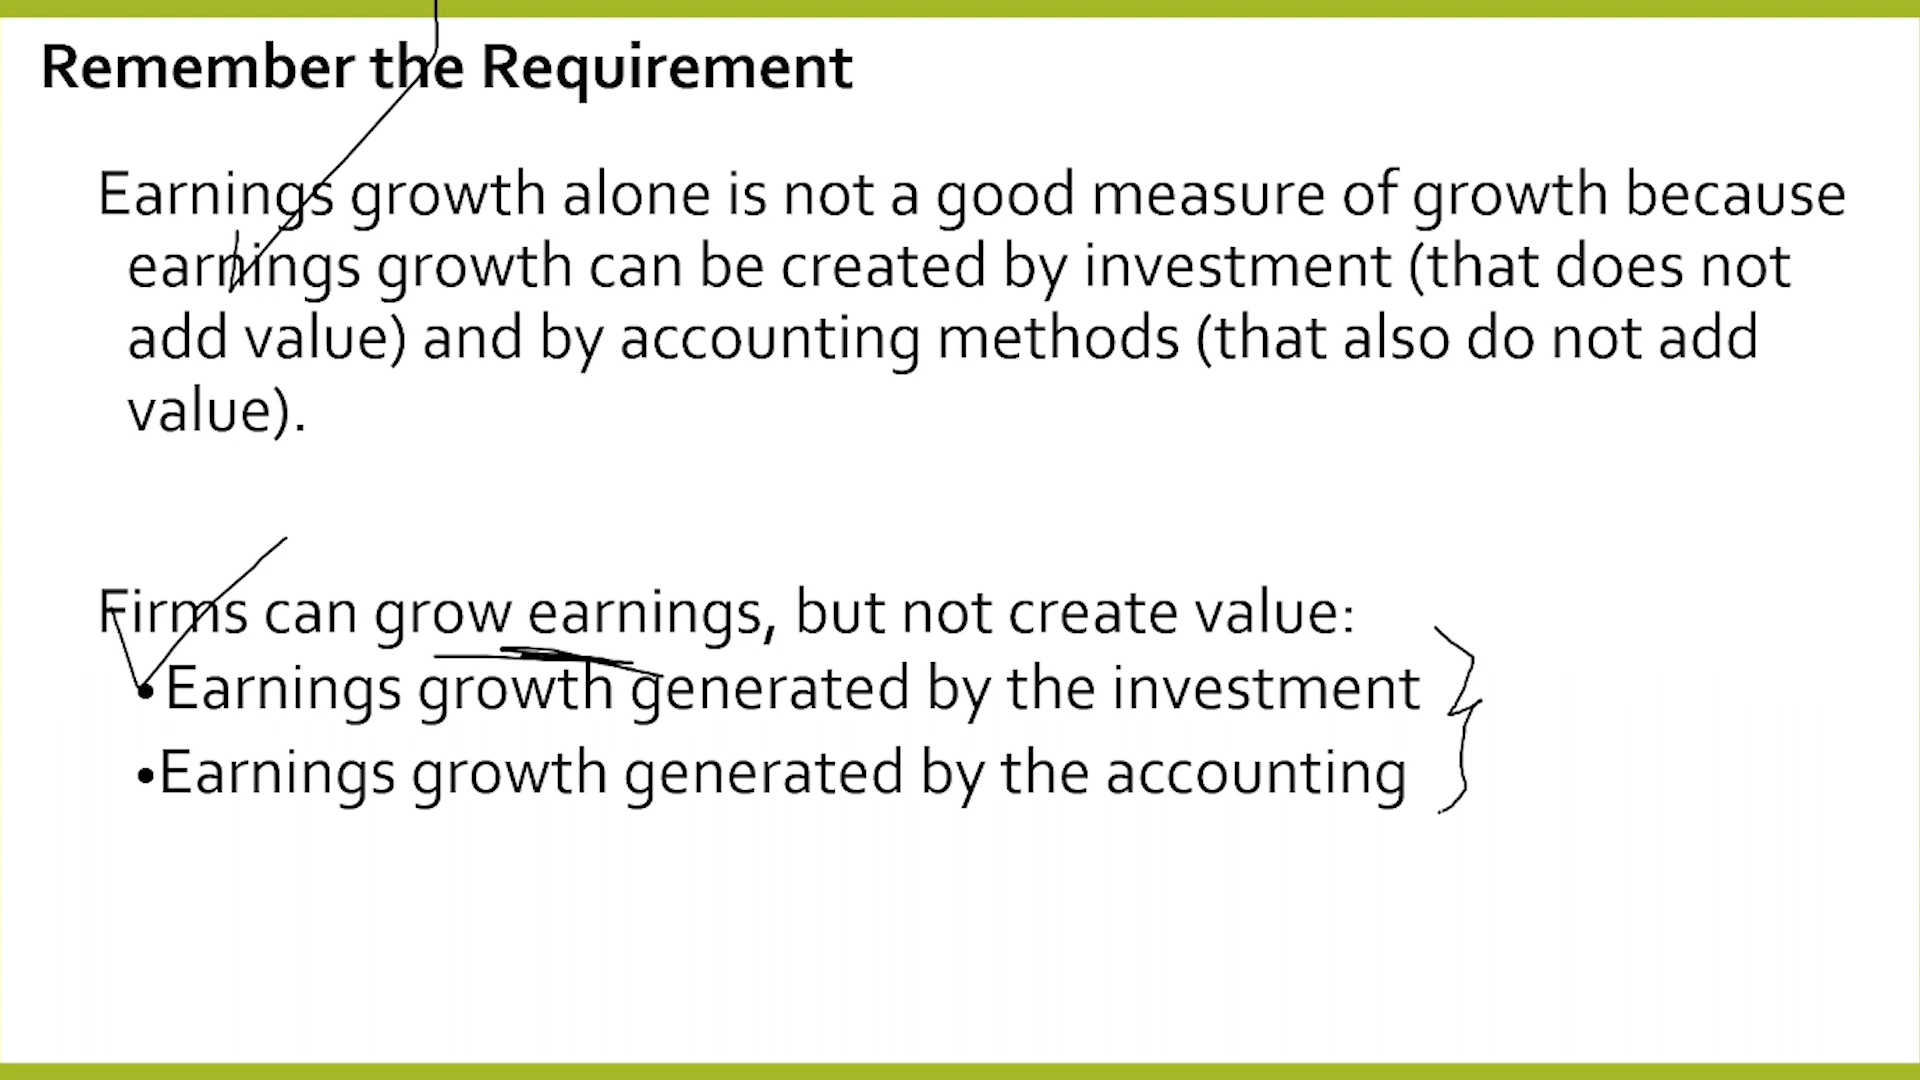 Remember the Requirement
Earnings growth alone is not a good measure of growth because
earnings growth can be created by investment (that does not
add value) and by accounting methods (that also do not add
value).
Firms can grow earnings, but not create value:
•Earnings growth generated by the investment
•Earnings growth generated by the accounting